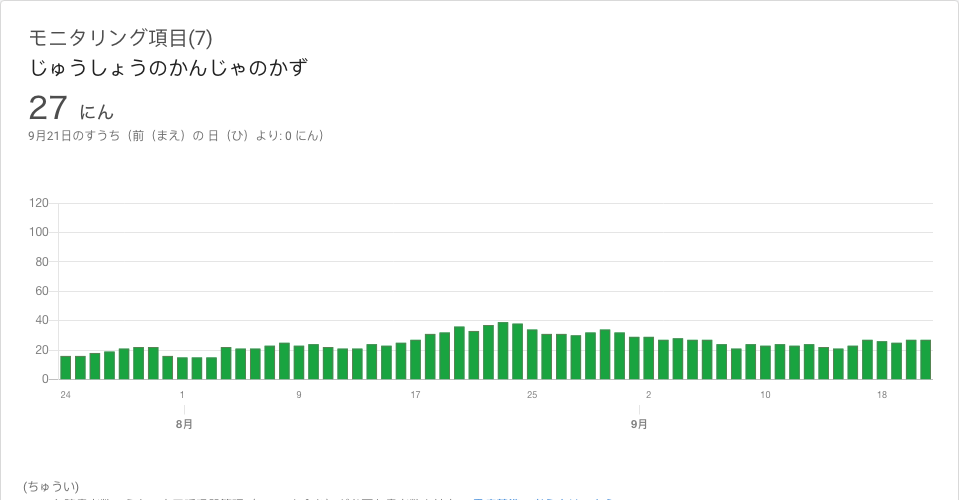 モニタリング項目(7)
じゅうしょうのかんじゃのかず
27 にん
9月21日のすうち（前（まえ）の 日（ひ）より: 0 にん）
120
100
80
60
40
20
0
24 1 9 17 25 2 10 18
8月 9月
(ちゅうい)